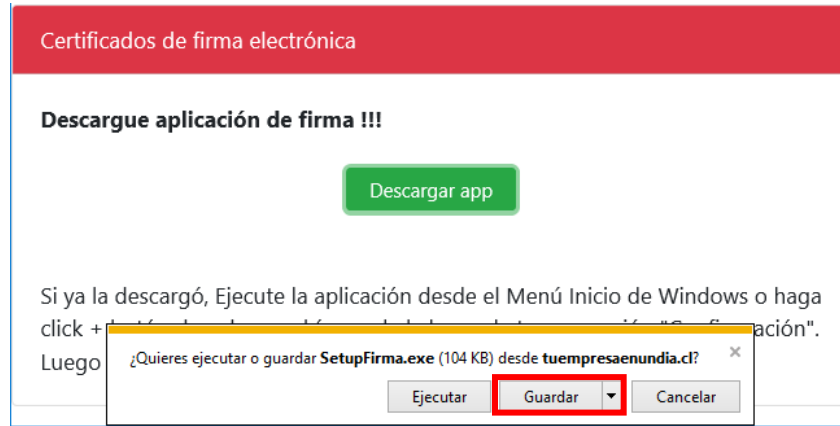 Certificados de firma electrónica
Descargue aplicación de firma !!!
Descargar app
Si ya la descargó, Ejecute la aplicación desde el Menú Inicio de Windows o haga
click +
ación".
Luego
¿Quieres ejecutar o guardar SetupFirma.exe (104 KB) desde tuempresaenundia.cl?
Ejecutar Guardar Cancelar